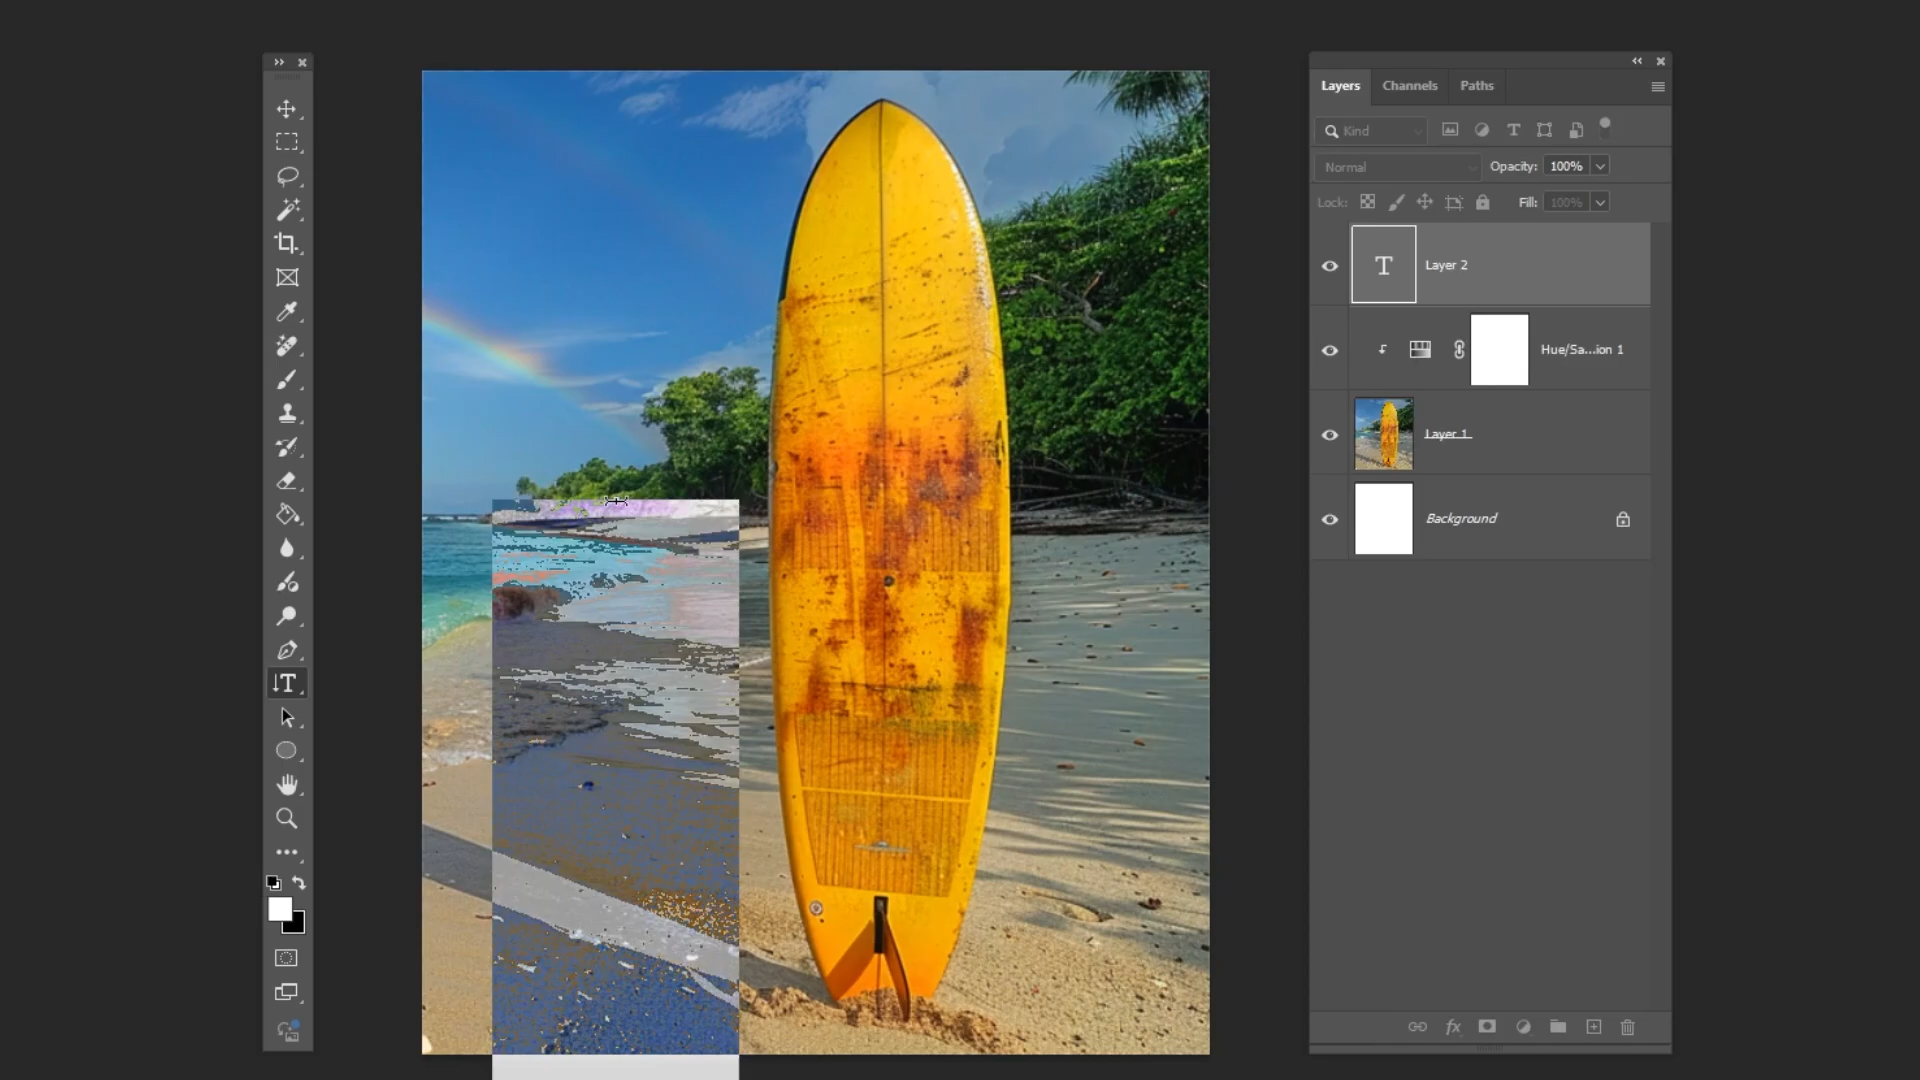 Layers Channels Paths
Kind
Normal Opacity: 100%
Lock: Fill: 100%
Layer 2
Hue/Sa...ion 1
Layer 1
Background